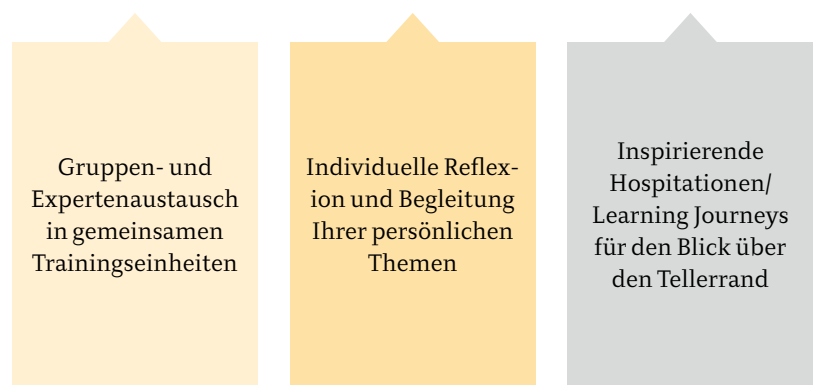 Gruppen- und
Expertenaustausch
in gemeinsamen
Trainingseinheiten
Individuelle Reflex-
ion und Begleitung
Ihrer persönlichen
Themen
Inspirierende
Hospitationen/
Learning Journeys
für den Blick über
den Tellerrand